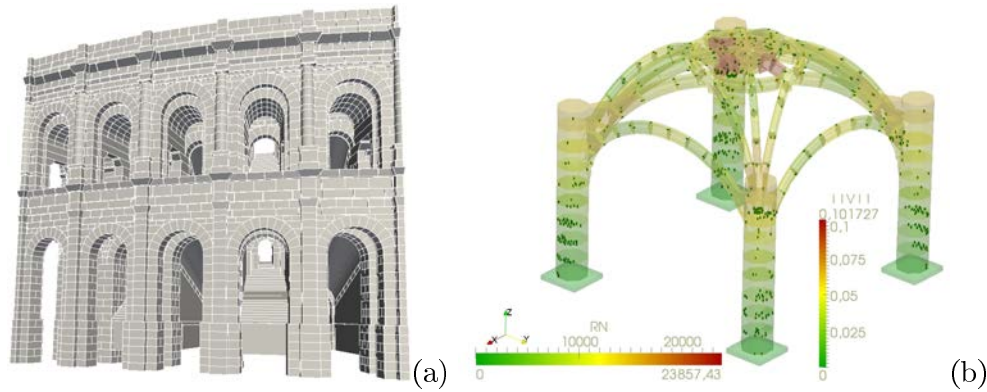 (a)
| | V | |
0,101727
0,1
0,075
0,05
0,025
0
Z
X
Y
RN
10000
20000
0
23857,43
(b)